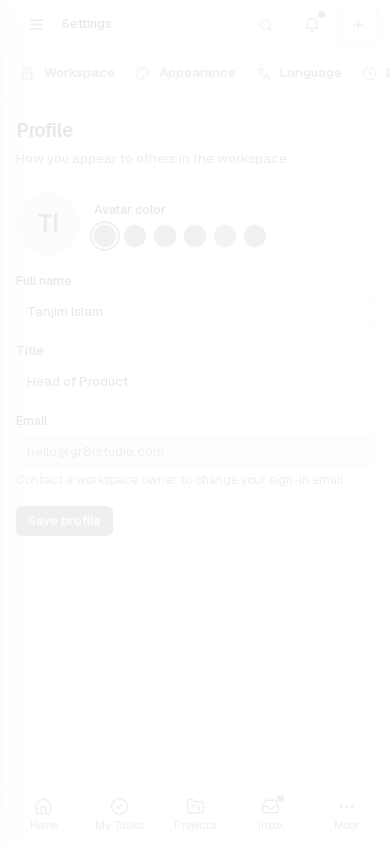 Settings
Workspace
Appearance
Language
Profile
How you appear to others in the workspace.
TI
Avatar color
Full name
Tanjim Islam
Title
Head of Product
Email
hello@gr8rstudio.com
Contact a workspace owner to change your sign-in email.
Save profile
Home
My Tasks
Projects
Inbox
More